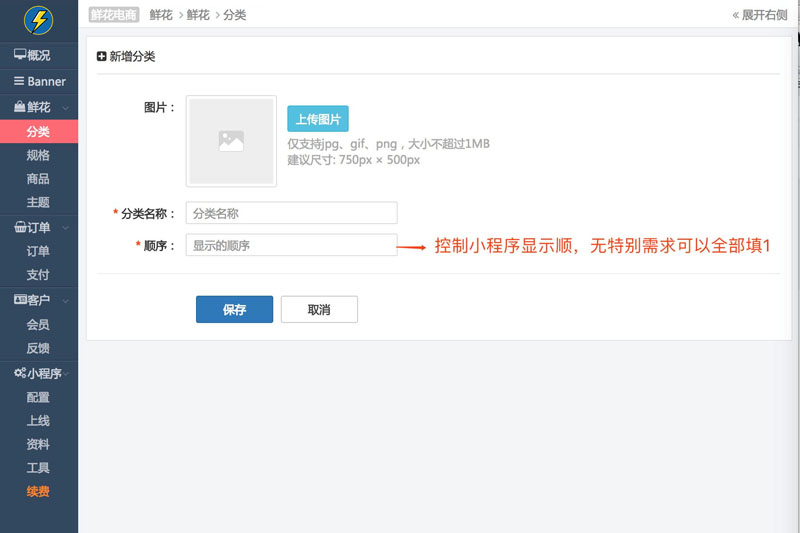 鲜花电商 鲜花 > 鲜花 > 分类
« 展开右侧
概况
Banner
鲜花
分类
规格
商品
主题
订单
订单
支付
客户
会员
反馈
小程序
配置
上线
资料
工具
续费
新增分类
图片：
上传图片
仅支持jpg、gif、png，大小不超过1MB
建议尺寸: 750px × 500px
* 分类名称： 分类名称
* 顺序： 显示的顺序
控制小程序显示顺，无特别需求可以全部填1
保存 取消